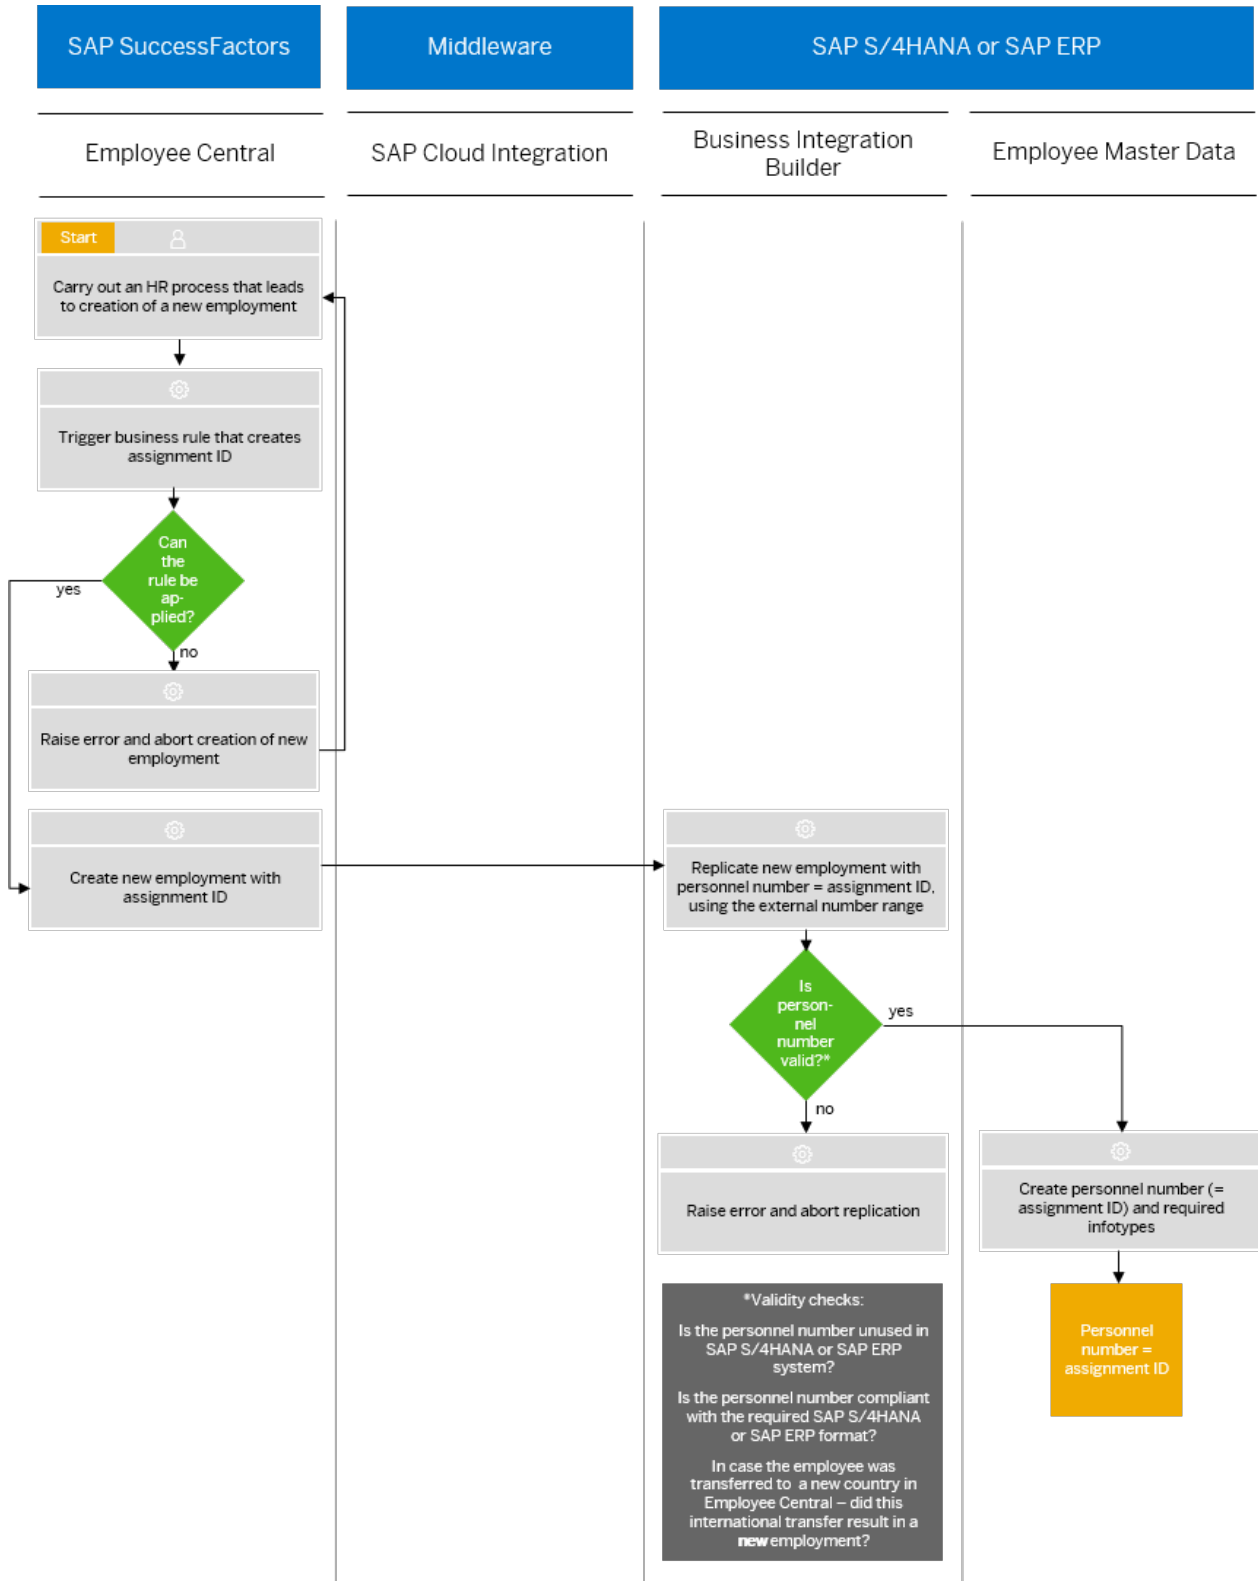 SAP SuccessFactors
Middleware
SAP S/4HANA or SAP ERP
Employee Central
SAP Cloud Integration
Business Integration
Builder
Employee Master Data
Start
Carry out an HR process that leads
to creation of a new employment
Trigger business rule that creates
assignment ID
Can
the
rule be
ap-
plied?
yes
no
Raise error and abort creation of new
employment
Create new employment with
assignment ID
Replicate new employment with
personnel number = assignment ID,
using the external number range
Is
person-
nel
number
valid?*
yes
no
Raise error and abort replication
Create personnel number (=
assignment ID) and required
infotypes
*Validity checks:
Is the personnel number unused in
SAP S/4HANA or SAP ERP
system?
Is the personnel number compliant
with the required SAP S/4HANA
or SAP ERP format?
In case the employee was
transferred to a new country in
Employee Central – did this
international transfer result in a
new employment?
Personnel
number =
assignment ID